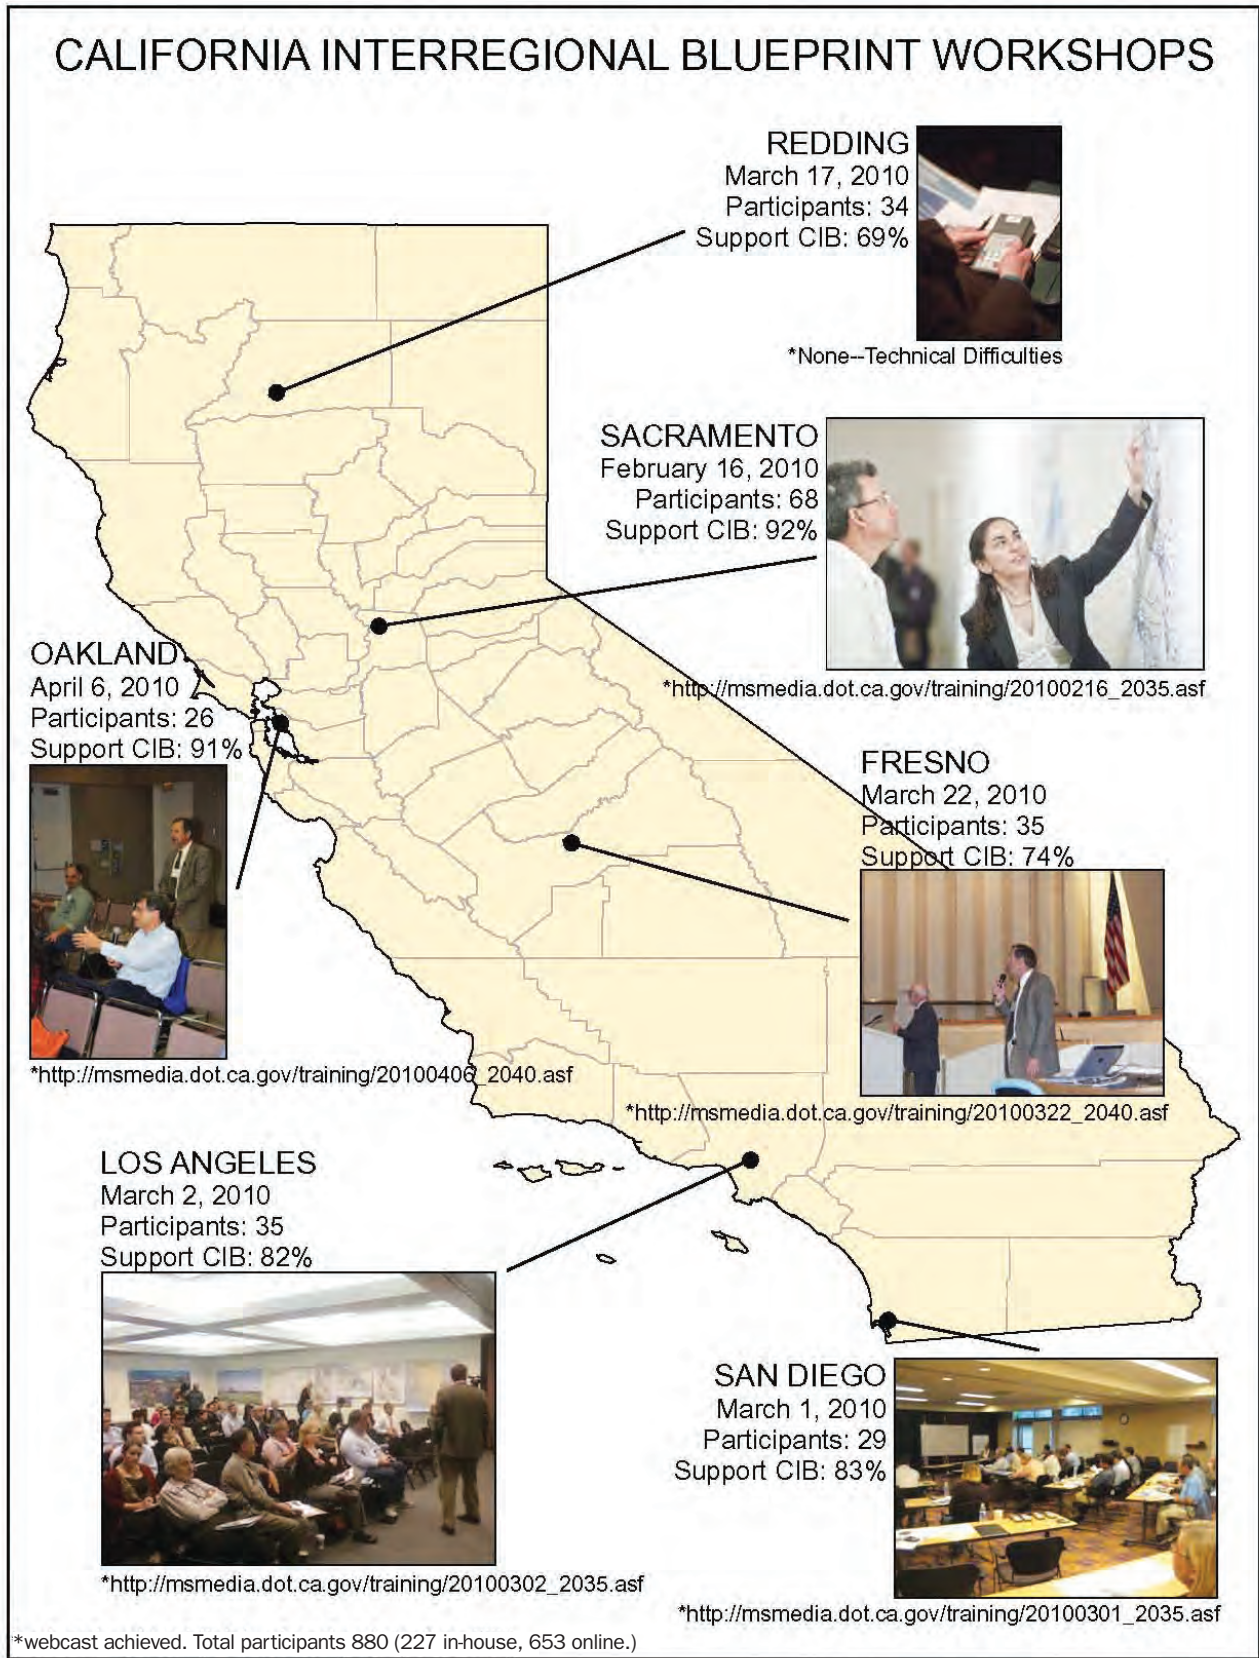 CALIFORNIA INTERREGIONAL BLUEPRINT WORKSHOPS
REDDING
March 17, 2010
Participants: 34
Support CIB: 69%
*None--Technical Difficulties
SACRAMENTO
February 16, 2010
Participants: 68
Support CIB: 92%
*http://msmedia.dot.ca.gov/training/20100216_2035.asf
OAKLAND
April 6, 2010
Participants: 26
Support CIB: 91%
*http://msmedia.dot.ca.gov/training/20100406_2040.asf
FRESNO
March 22, 2010
Participants: 35
Support CIB: 74%
*http://msmedia.dot.ca.gov/training/20100322_2040.asf
LOS ANGELES
March 2, 2010
Participants: 35
Support CIB: 82%
*http://msmedia.dot.ca.gov/training/20100302_2035.asf
SAN DIEGO
March 1, 2010
Participants: 29
Support CIB: 83%
*http://msmedia.dot.ca.gov/training/20100301_2035.asf
*webcast achieved. Total participants 880 (227 in-house, 653 online.)